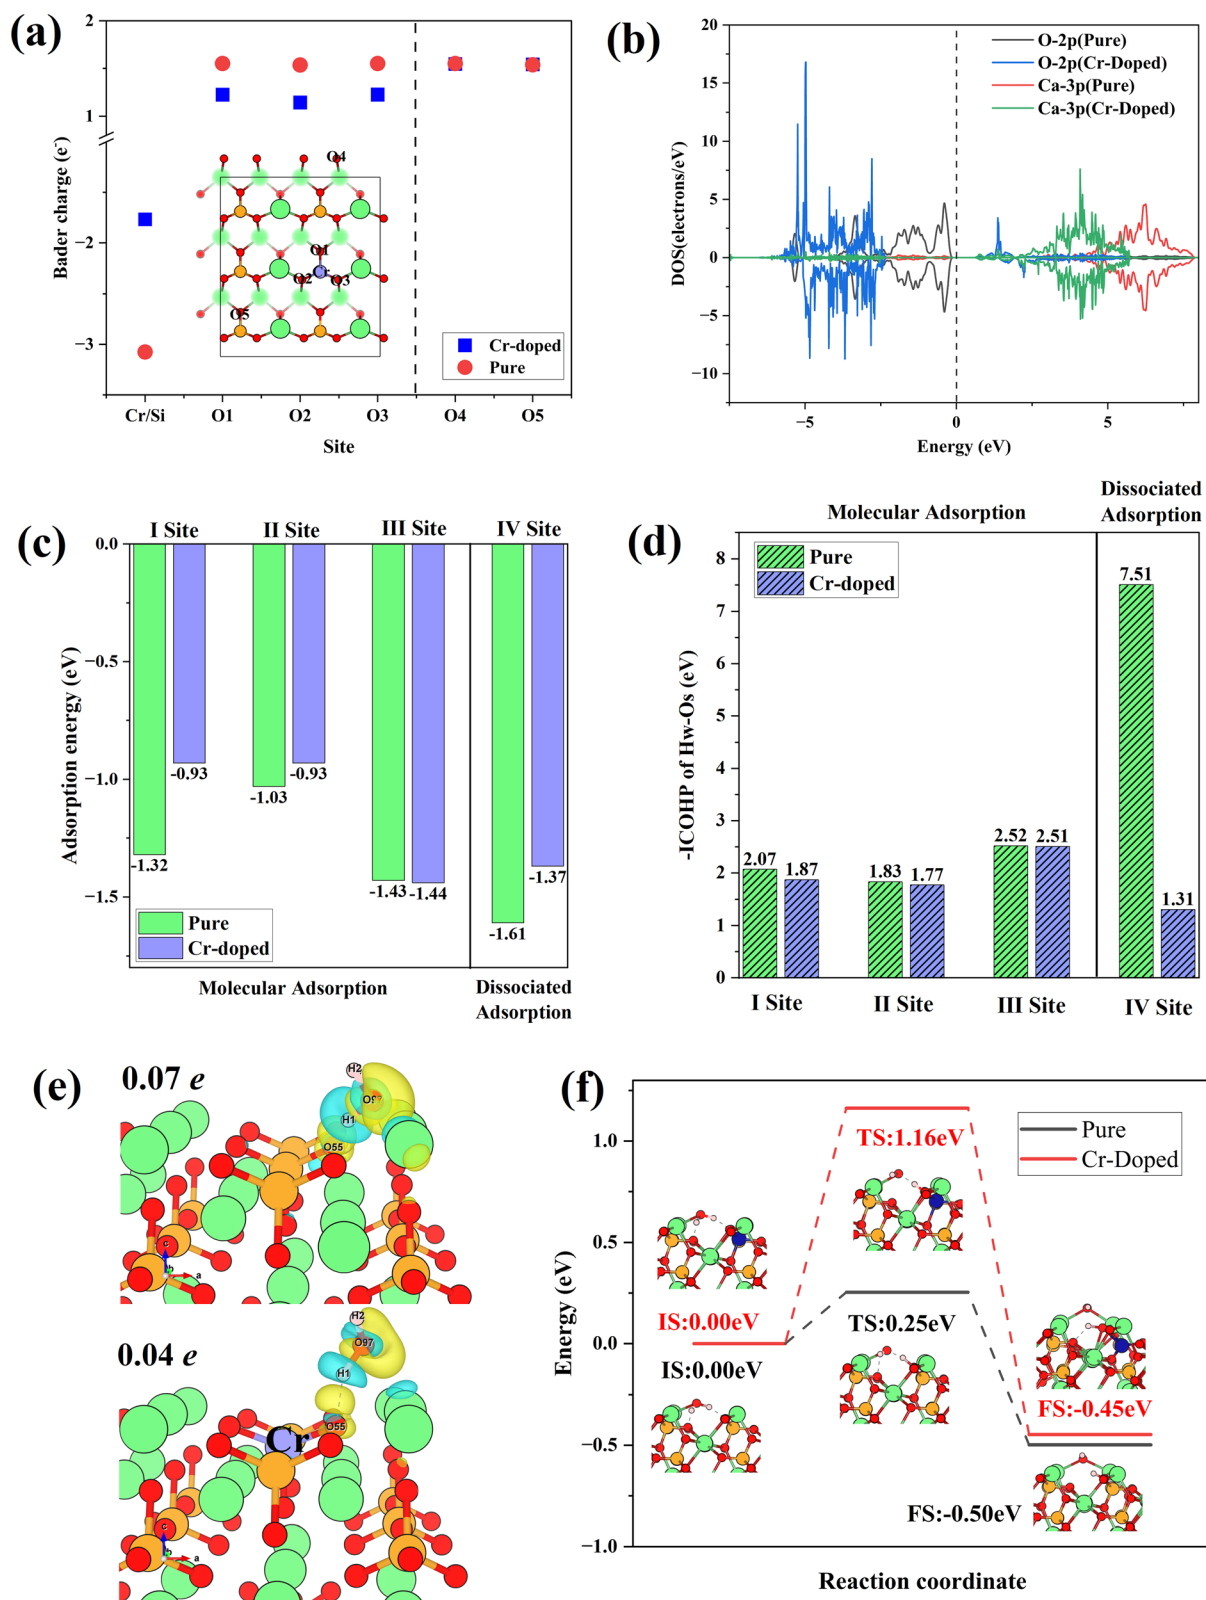 (a)
2
1
−2
−3
Bader charge (e-)
O4
O1
Cr
O2
O3
O5
Cr-doped
Pure
Cr/Si
O1
O2
O3
O4
O5
Site
(b)
20
15
10
5
0
−5
−10
DOS(electrons/eV)
O-2p(Pure)
O-2p(Cr-Doped)
Ca-3p(Pure)
Ca-3p(Cr-Doped)
−5
0
5
Energy (eV)
(c)
I Site
II Site
III Site
IV Site
0.0
−0.5
−1.0
−1.5
Adsorption energy (eV)
-1.32
-0.93
-1.03
-0.93
-1.43
-1.44
-1.61
-1.37
Pure
Cr-doped
Molecular Adsorption
Dissociated
Adsorption
(d)
Molecular Adsorption
Dissociated
Adsorption
8
7
6
5
4
3
2
1
0
-ICOHP of Hw-Os (eV)
Pure
Cr-doped
2.07
1.87
1.83
1.77
2.52
2.51
7.51
1.31
I Site
II Site
III Site
IV Site
(e)
0.07 e
H2
O97
H1
O55
c
b
a
0.04 e
H2
O97
H1
O55
Cr
c
b
a
(f)
1.0
0.5
0.0
−0.5
−1.0
Energy (eV)
Pure
Cr-Doped
TS:1.16eV
IS:0.00eV
IS:0.00eV
TS:0.25eV
FS:-0.45eV
FS:-0.50eV
Reaction coordinate